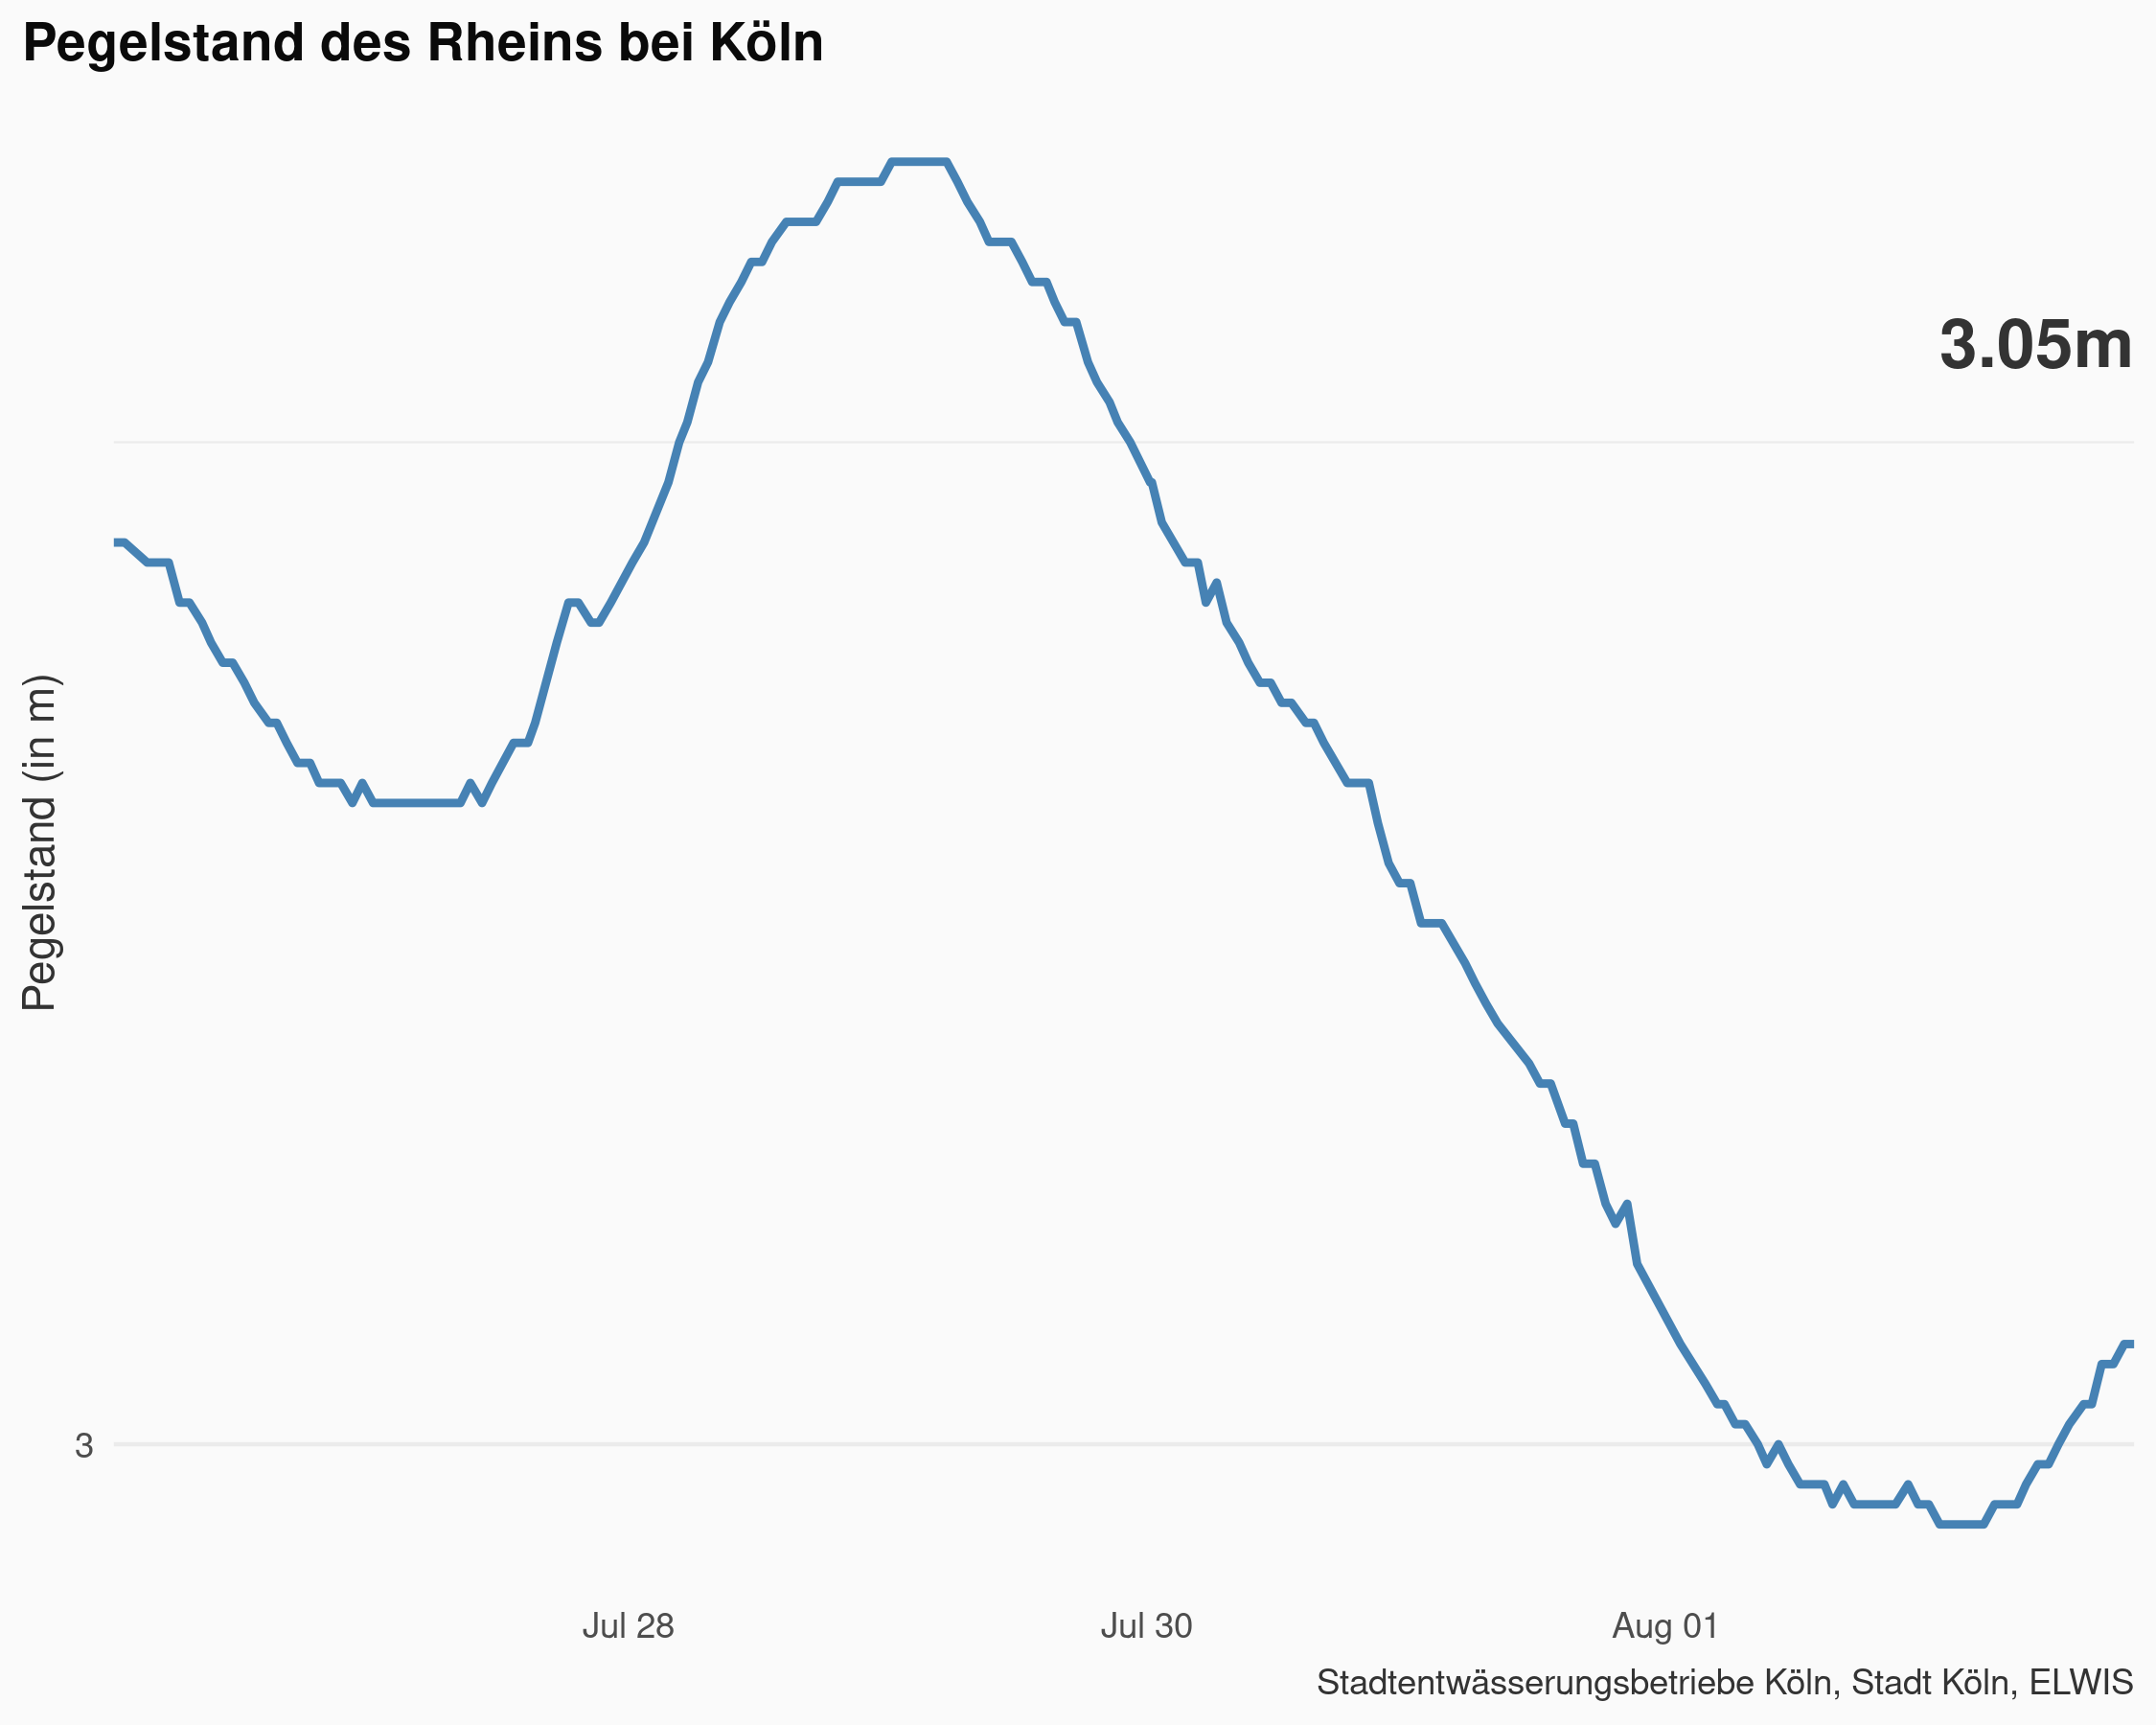 Pegelstand des Rheins bei Köln
3.05m
Pegelstand (in m)
3
Jul 28
Jul 30
Aug 01
Stadtentwässerungsbetriebe Köln, Stadt Köln, ELWIS